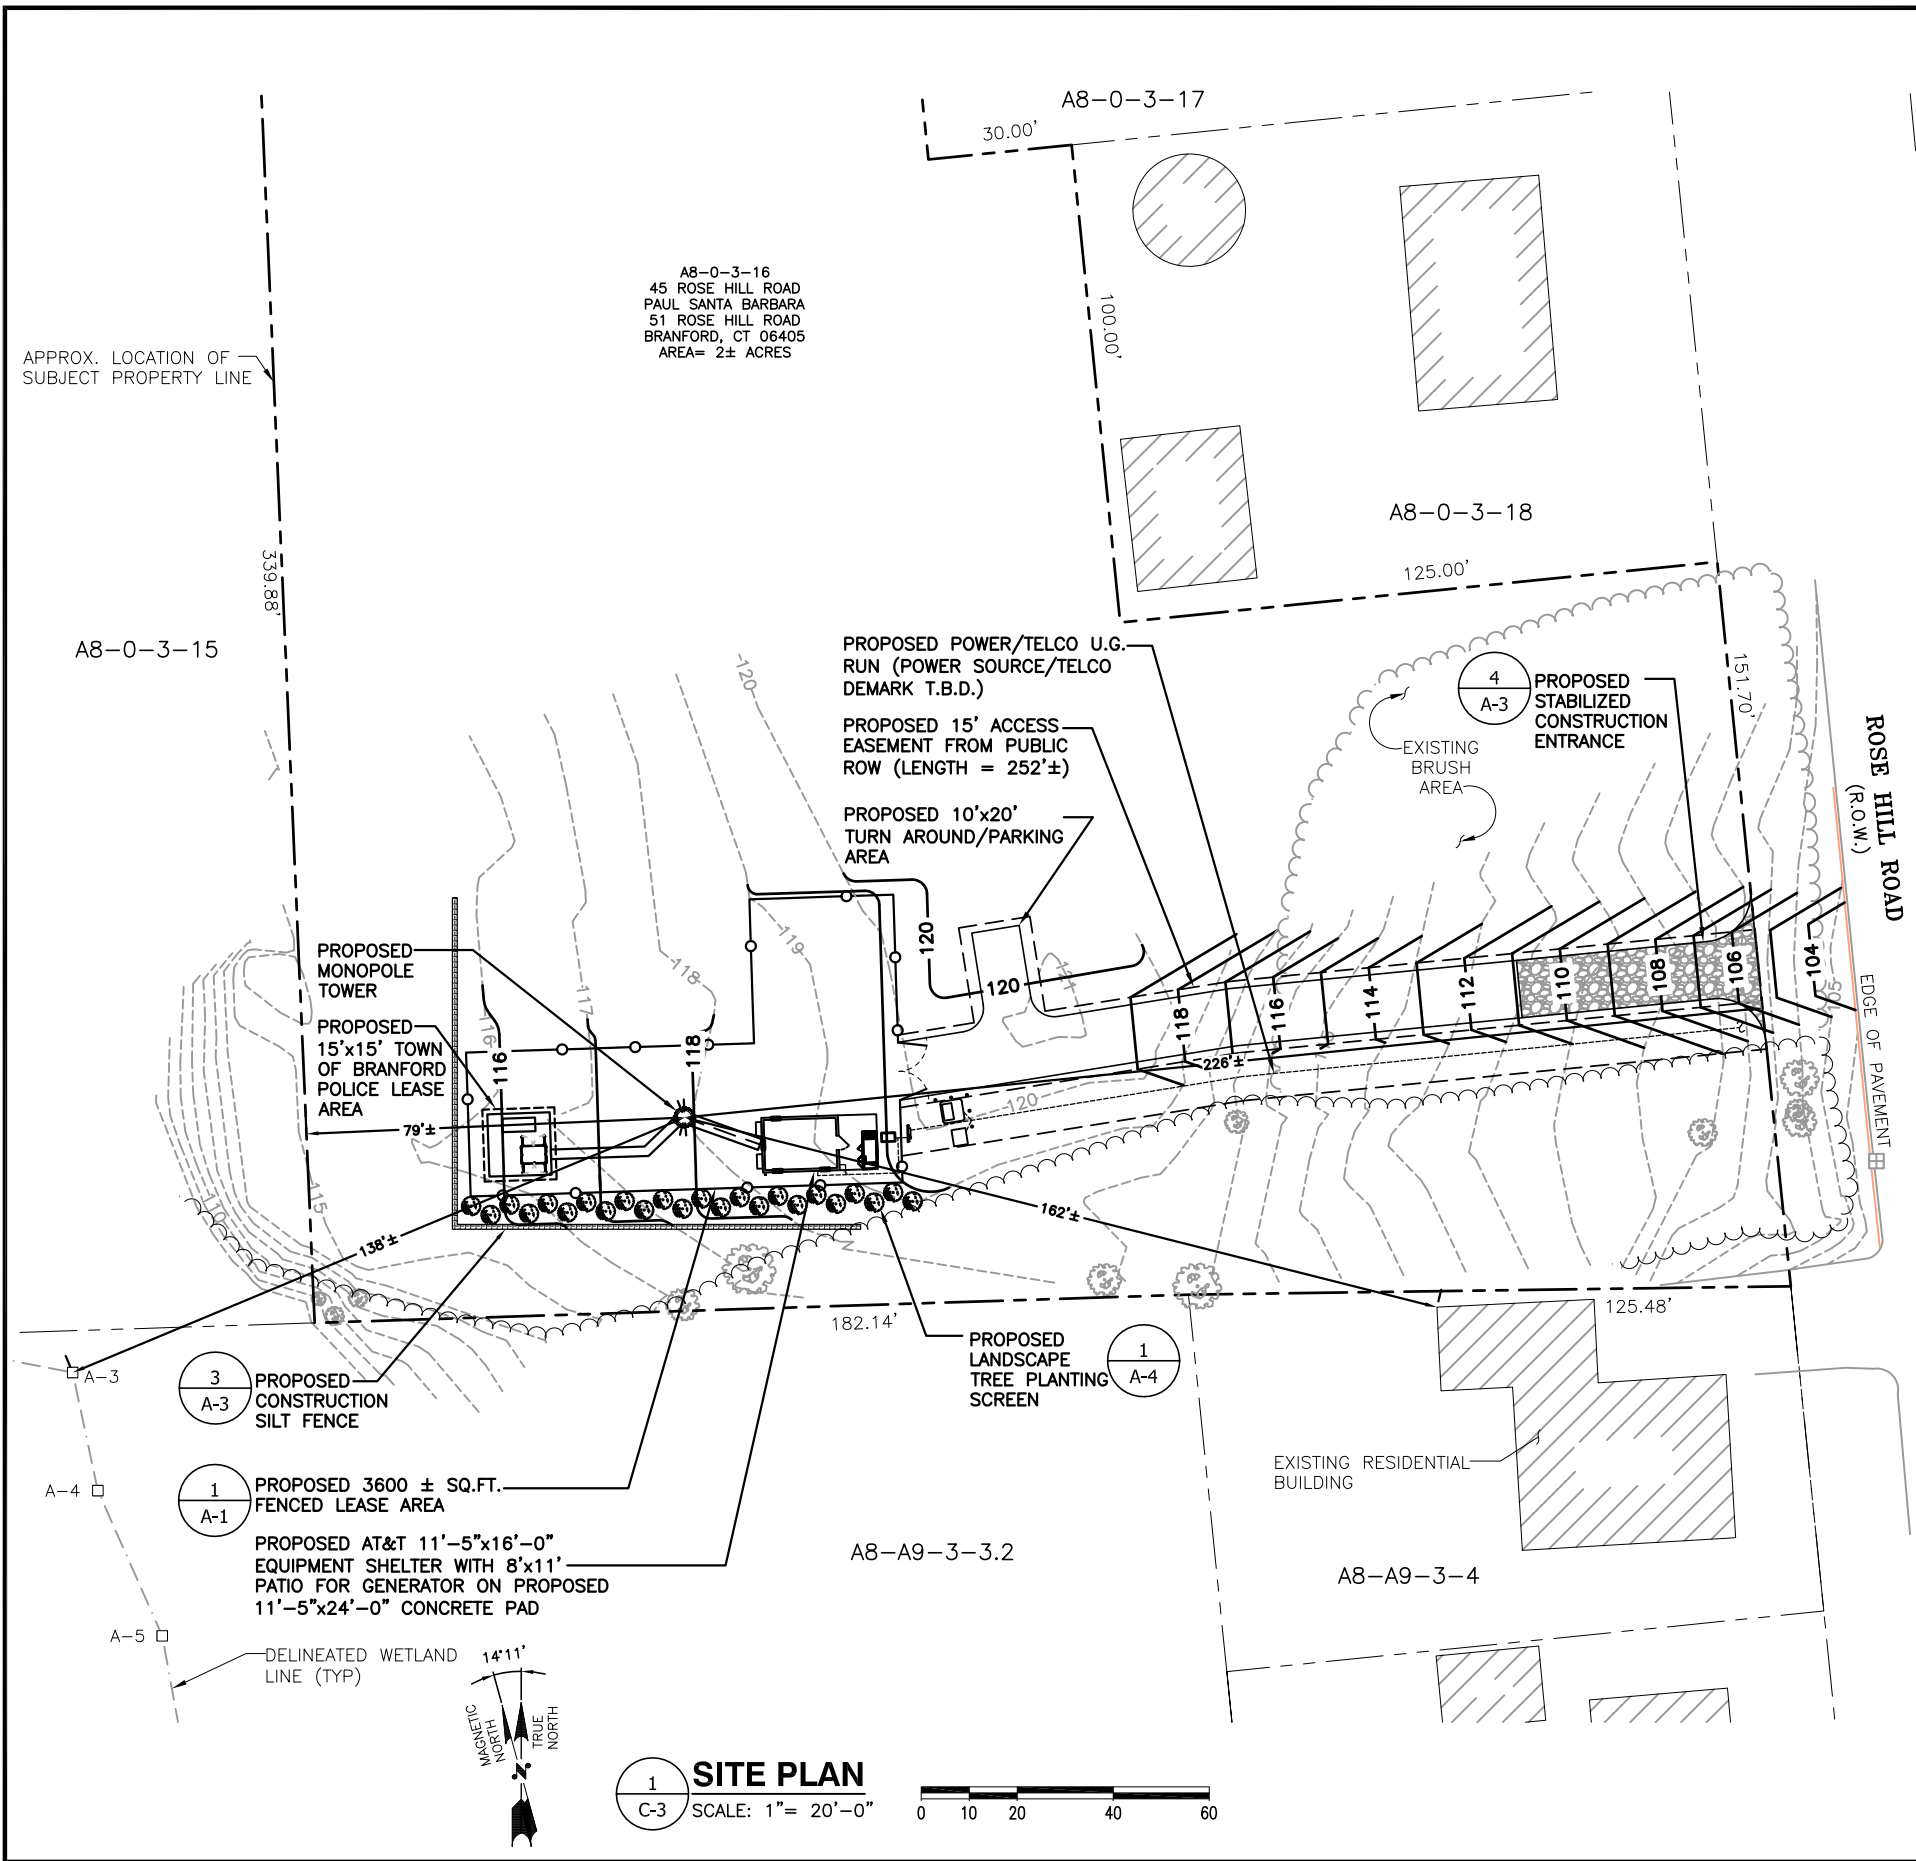 A8-0-3-17
30.00'
A8-0-3-16
45 ROSE HILL ROAD
PAUL SANTA BARBARA
51 ROSE HILL ROAD
BRANFORD, CT 06405
AREA= 2± ACRES
100.00'
APPROX. LOCATION OF
SUBJECT PROPERTY LINE
A8-0-3-18
125.00'
339.88'
A8-0-3-15
PROPOSED POWER/TELCO U.G.
RUN (POWER SOURCE/TELCO
DEMARK T.B.D.)
PROPOSED 15' ACCESS
EASEMENT FROM PUBLIC
ROW (LENGTH = 252'±)
PROPOSED 10'x20'
TURN AROUND/PARKING
AREA
4
A-3
PROPOSED
STABILIZED
CONSTRUCTION
ENTRANCE
151.70'
EXISTING
BRUSH
AREA
ROSE HILL ROAD
(R.O.W.)
EDGE OF PAVEMENT
120
119
118
117
116
115
110
121
120
105
120
120
118
116
114
112
110
108
106
104
116
118
PROPOSED
MONOPOLE
TOWER
PROPOSED
15'x15' TOWN
OF BRANFORD
POLICE LEASE
AREA
79'±
226'±
162'±
138'±
182.14'
125.48'
A-3
3
A-3
PROPOSED
CONSTRUCTION
SILT FENCE
PROPOSED
LANDSCAPE
TREE PLANTING
SCREEN
1
A-4
A-4
1
A-1
PROPOSED 3600 ± SQ.FT.
FENCED LEASE AREA
PROPOSED AT&T 11'-5"x16'-0"
EQUIPMENT SHELTER WITH 8'x11'
PATIO FOR GENERATOR ON PROPOSED
11'-5"x24'-0" CONCRETE PAD
EXISTING RESIDENTIAL
BUILDING
A8-A9-3-3.2
A8-A9-3-4
A-5
DELINEATED WETLAND
LINE (TYP)
14°11'
MAGNETIC
NORTH
TRUE
NORTH
N
1
C-3
SITE PLAN
SCALE: 1"= 20'-0"
0 10 20 40 60